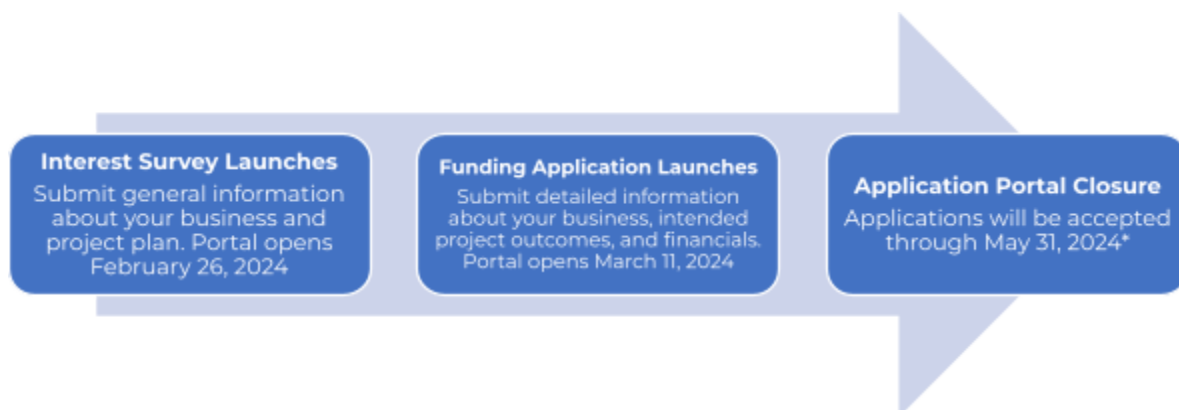 Interest Survey Launches
Submit general information
about your business and
project plan. Portal opens
February 26, 2024
Funding Application Launches
Submit detailed information
about your business, intended
project outcomes, and financials.
Portal opens March 11, 2024
Application Portal Closure
Applications will be accepted
through May 31, 2024*